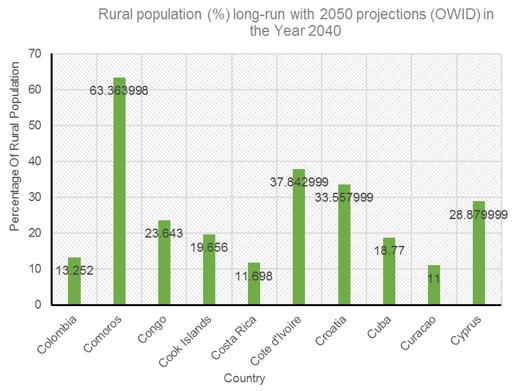 Rural population (%) long-run with 2050 projections (OWID) in
the Year 2040
Percentage Of Rural Population
70
60
50
40
30
20
10
0
13.252
63.363998
23.643
19.656
11.698
37.842999
33.557999
18.77
11
28.879999
Colombia
Comoros
Congo
Cook Islands
Costa Rica
Cote d'Ivoire
Croatia
Cuba
Curacao
Cyprus
Country